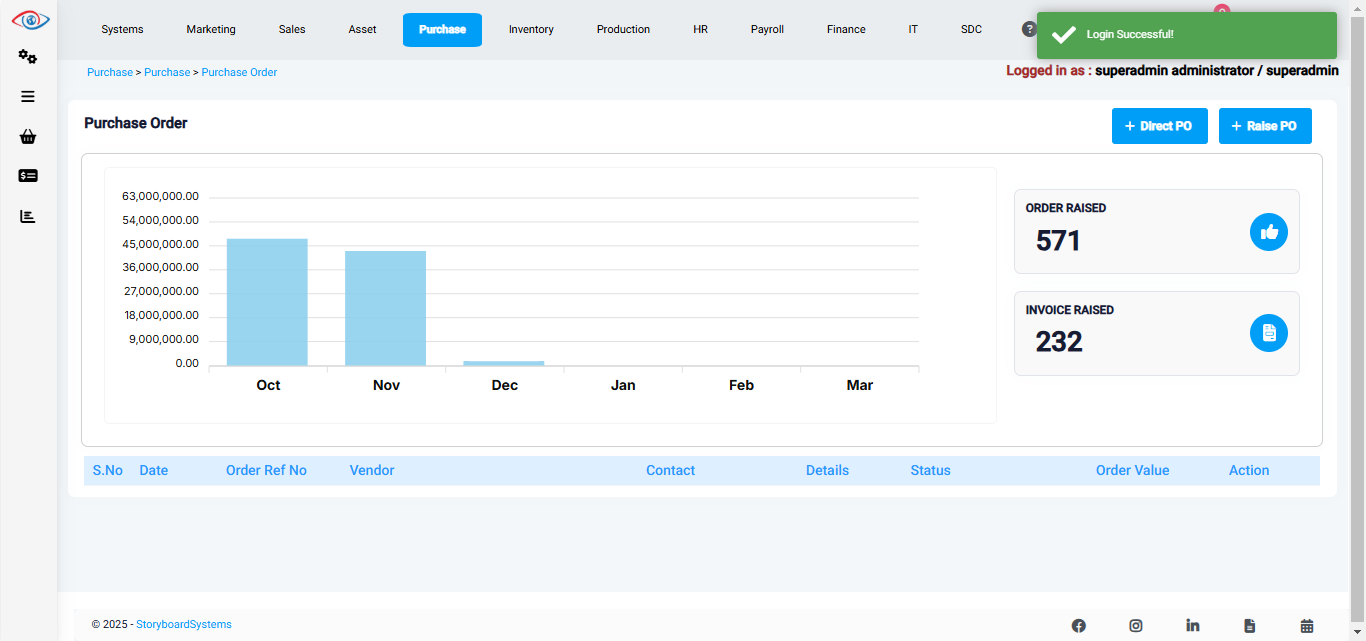 Systems Marketing Sales Asset Purchase Inventory Production HR Payroll Finance IT SDC
Login Successful!
Purchase > Purchase > Purchase Order
Logged in as : superadmin administrator / superadmin
Purchase Order
+ Direct PO
+ Raise PO
63,000,000.00
54,000,000.00
45,000,000.00
36,000,000.00
27,000,000.00
18,000,000.00
9,000,000.00
0.00
Oct Nov Dec Jan Feb Mar
ORDER RAISED
571
INVOICE RAISED
232
S.No Date Order Ref No Vendor Contact Details Status Order Value Action
© 2025 - StoryboardSystems